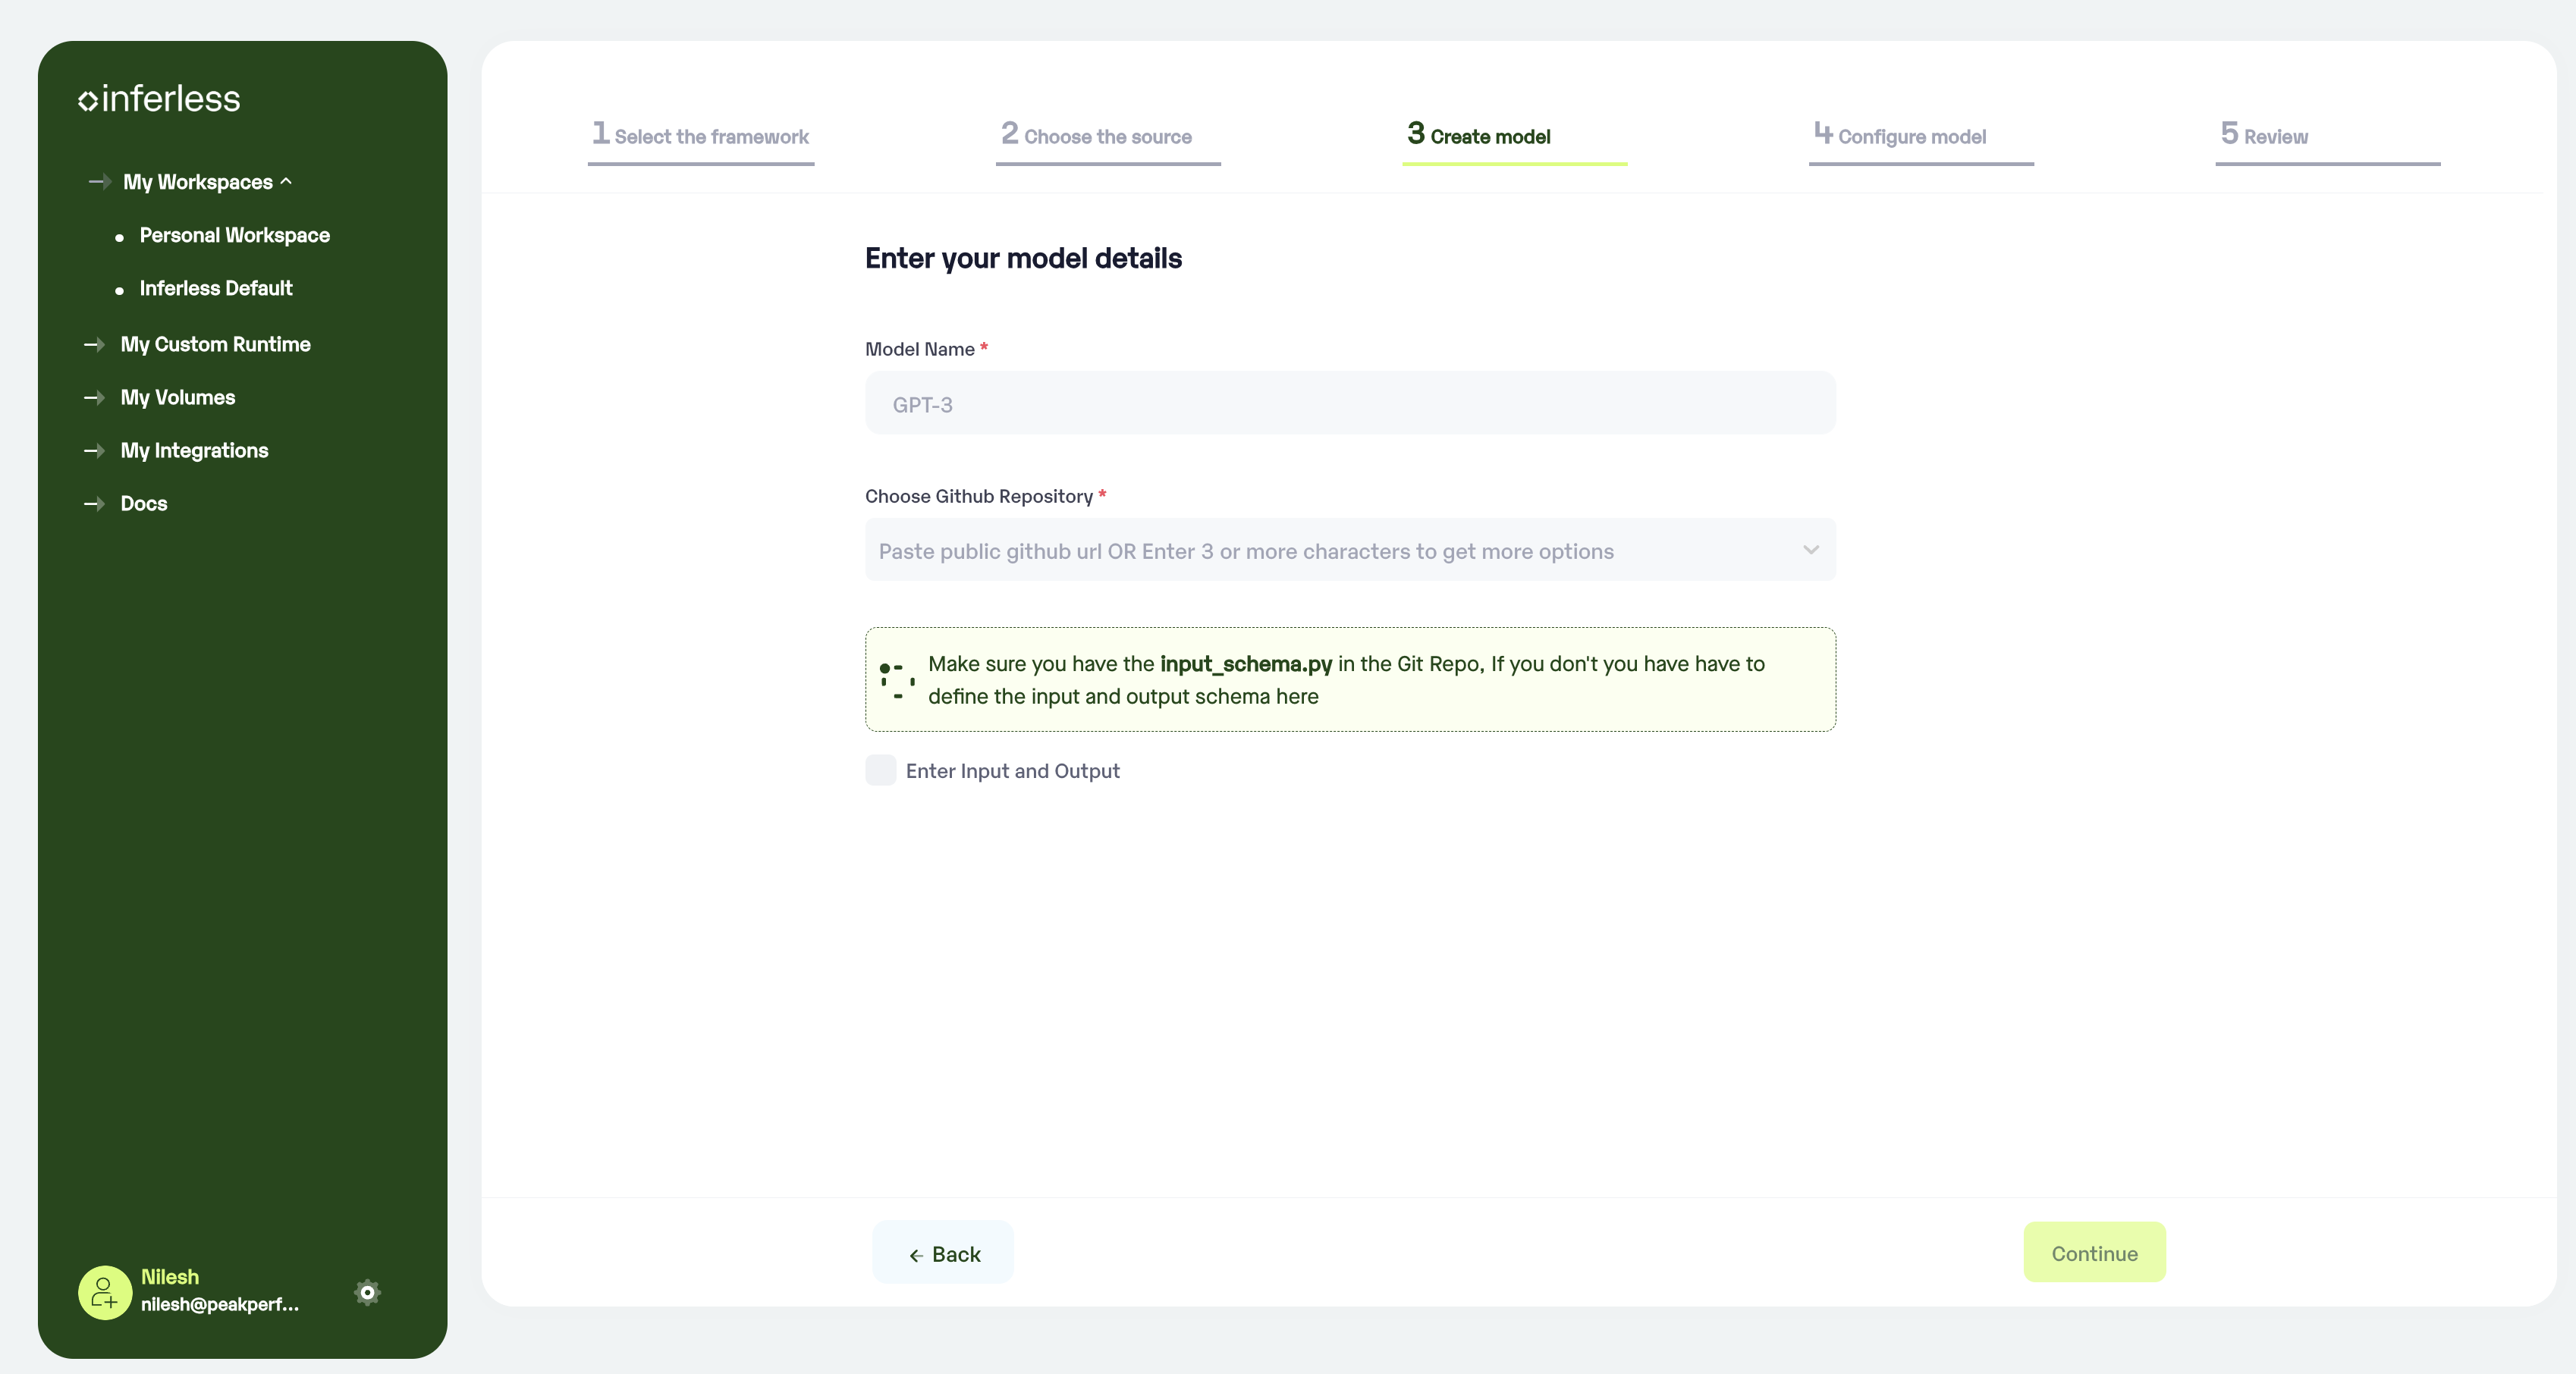 inferless
My Workspaces
Personal Workspace
Inferless Default
My Custom Runtime
My Volumes
My Integrations
Docs
Nilesh
nilesh@peakperf...
1 Select the framework
2 Choose the source
3 Create model
4 Configure model
5 Review
Enter your model details
Model Name *
GPT-3
Choose Github Repository *
Paste public github url OR Enter 3 or more characters to get more options
Make sure you have the input_schema.py in the Git Repo, If you don't you have have to
define the input and output schema here
Enter Input and Output
← Back
Continue